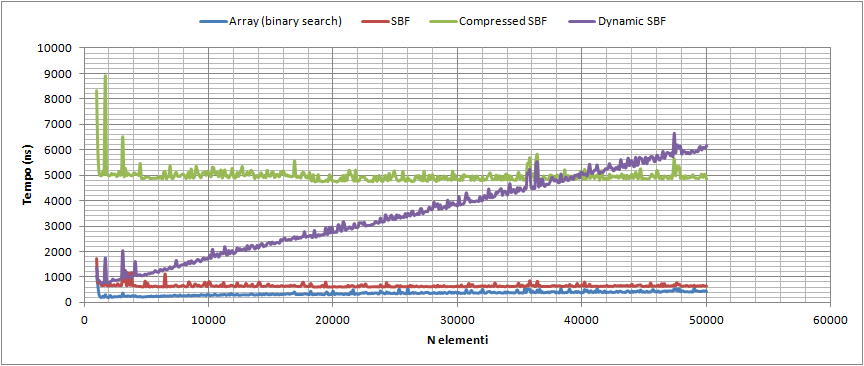 Array (binary search) SBF Compressed SBF Dynamic SBF
10000
9000
8000
7000
6000
5000
4000
3000
2000
1000
0
Tempo (ns)
0 10000 20000 30000 40000 50000 60000
N elementi